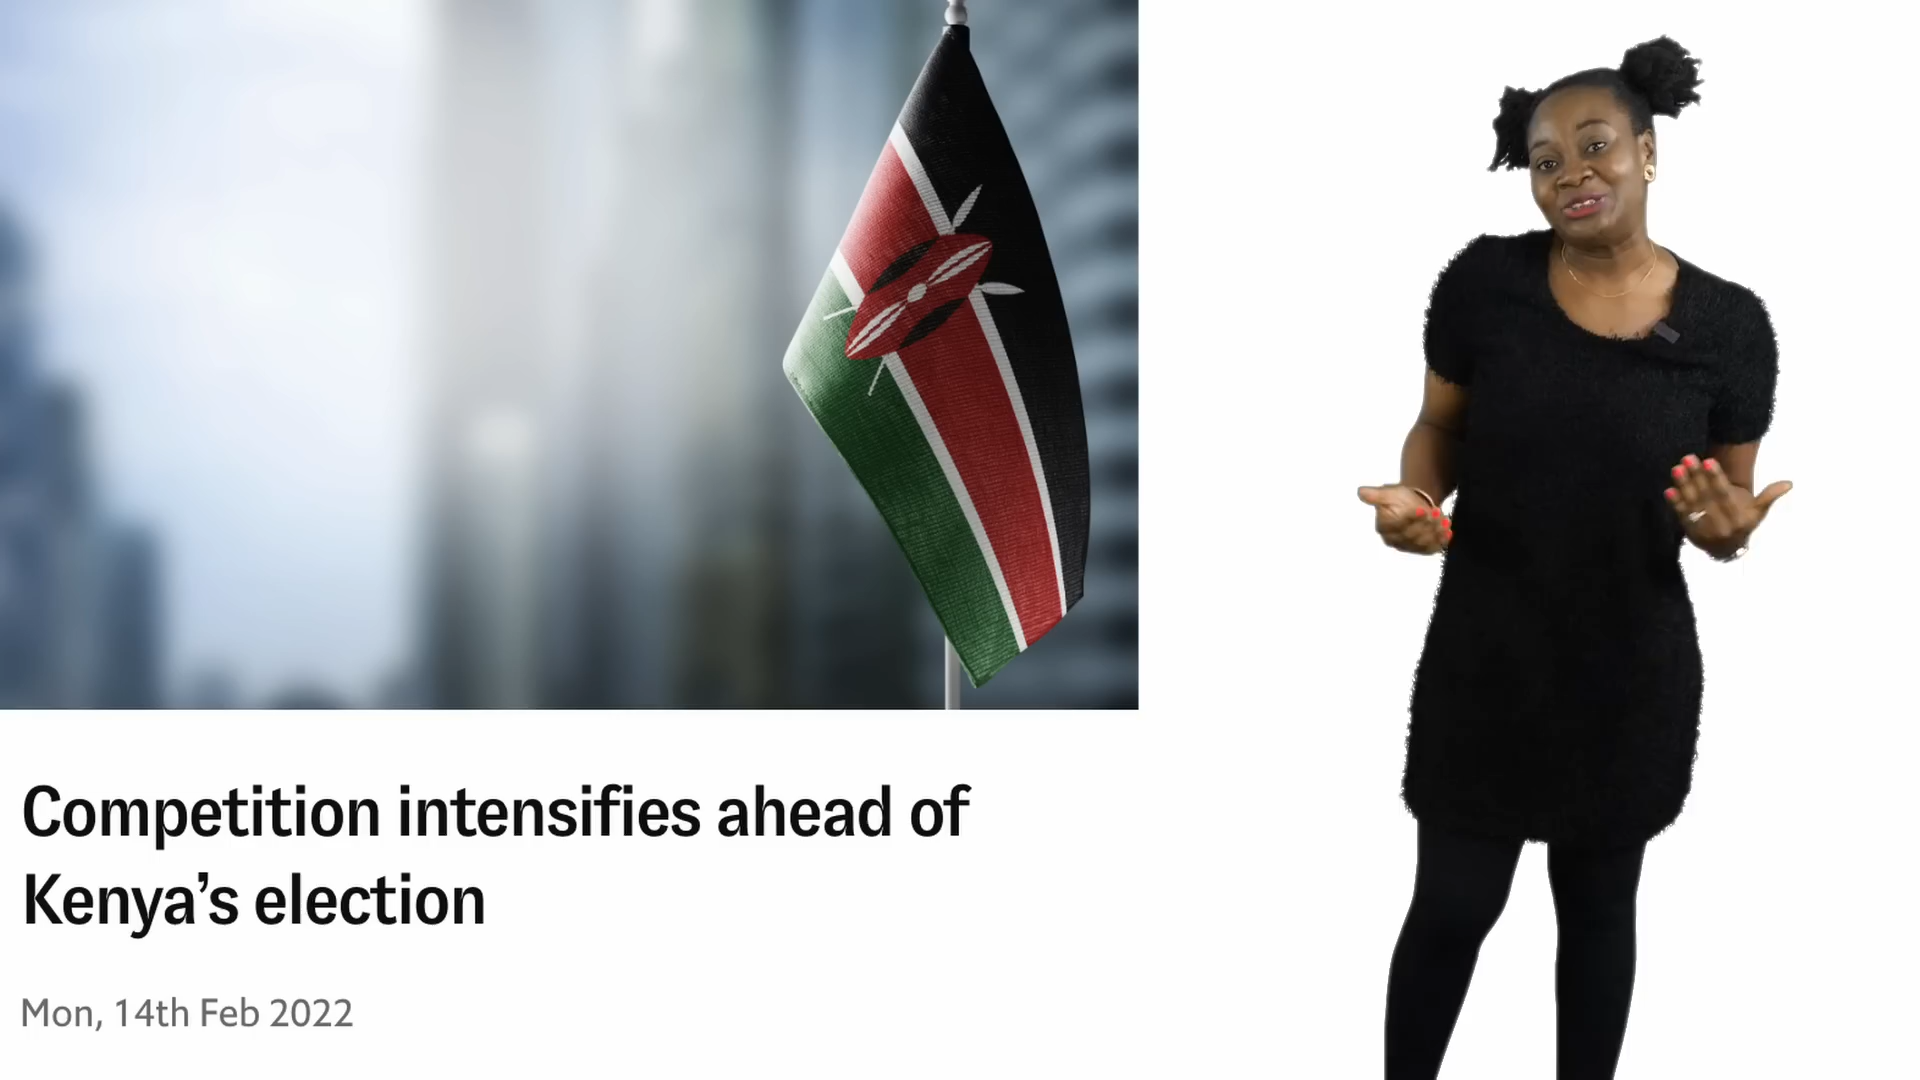 Competition intensifies ahead of
Kenya’s election
Mon, 14th Feb 2022